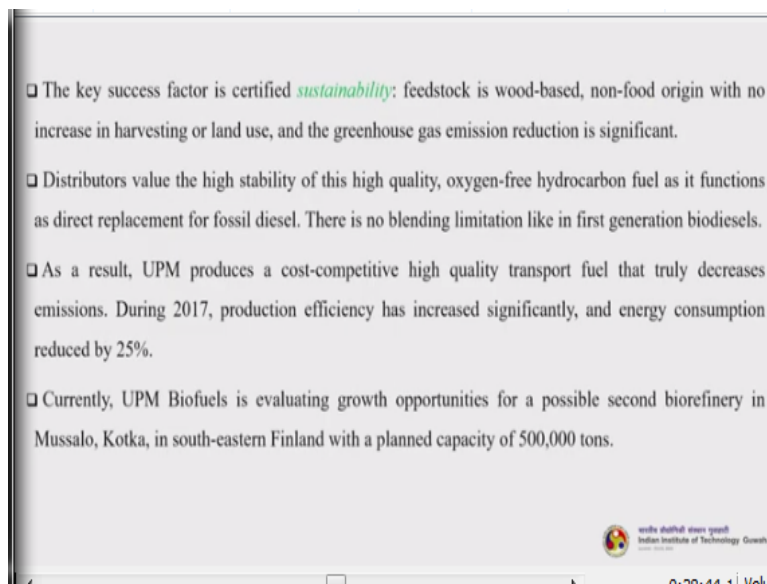 ❑ The key success factor is certified sustainability: feedstock is wood-based, non-food origin with no
increase in harvesting or land use, and the greenhouse gas emission reduction is significant.
❑ Distributors value the high stability of this high quality, oxygen-free hydrocarbon fuel as it functions
as direct replacement for fossil diesel. There is no blending limitation like in first generation biodiesels.
❑ As a result, UPM produces a cost-competitive high quality transport fuel that truly decreases
emissions. During 2017, production efficiency has increased significantly, and energy consumption
reduced by 25%.
❑ Currently, UPM Biofuels is evaluating growth opportunities for a possible second biorefinery in
Mussalo, Kotka, in south-eastern Finland with a planned capacity of 500,000 tons.
Indian Institute of Technology Guwah